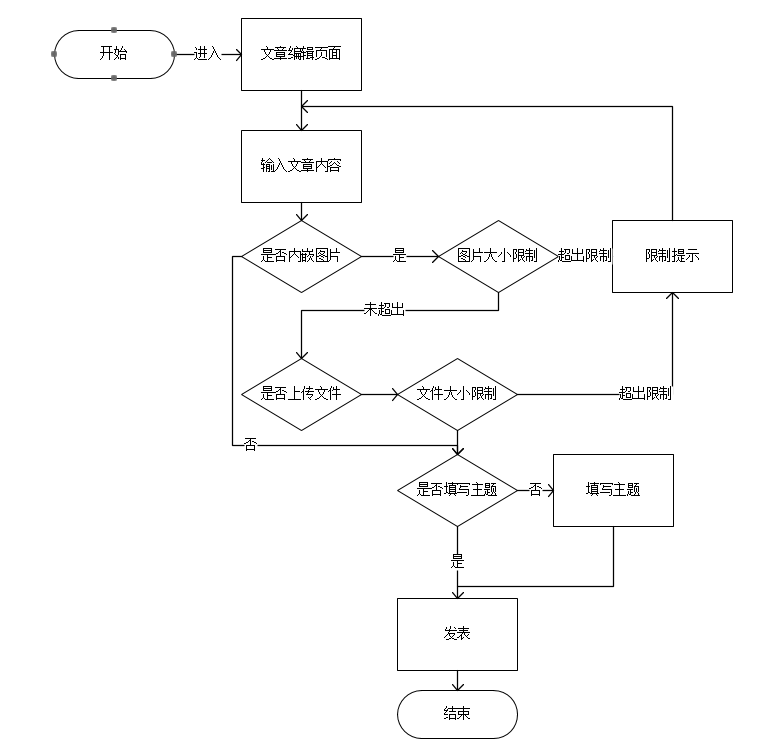 开始
进入
文章编辑页面
输入文章内容
是否内嵌图片
是
图片大小限制
超出限制
限制提示
未超出
是否上传文件
文件大小限制
超出限制
否
是否填写主题
否
填写主题
是
发表
结束